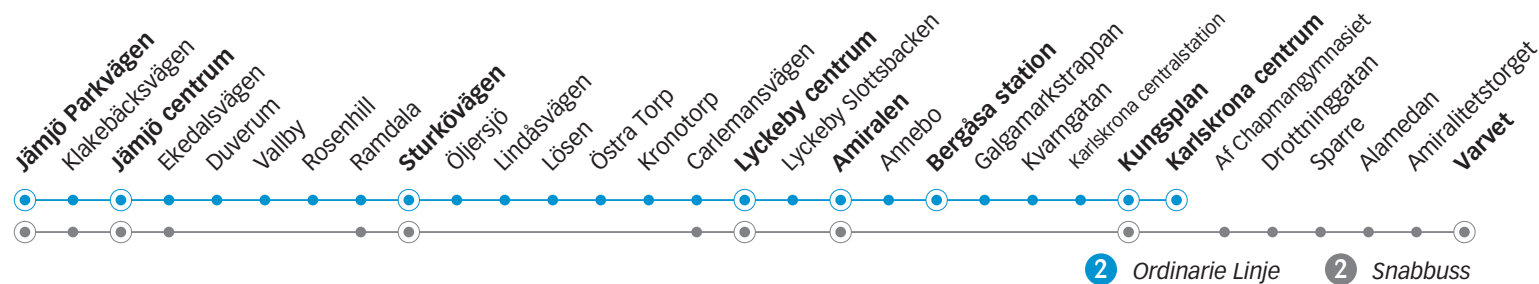 Jämjö Parkvägen
Klakebäcksvägen
Jämjö centrum
Ekedalsvägen
Duverum
Vallby
Rosenhill
Ramdala
Sturkövägen
Öljersjö
Lindåsvägen
Lösen
Östra Torp
Kronotorp
Carlemansvägen
Lyckeby centrum
Lyckeby Slottsbacken
Amiralen
Annebo
Bergåsa station
Galgamarkstrappan
Kvarngatan
Karlskrona centralstation
Kungsplan
Karlskrona centrum
Af Chapmangymnasiet
Drottninggatan
Sparre
Alamedan
Amiralitetstorget
Varvet
2 Ordinarie Linje
2 Snabbuss